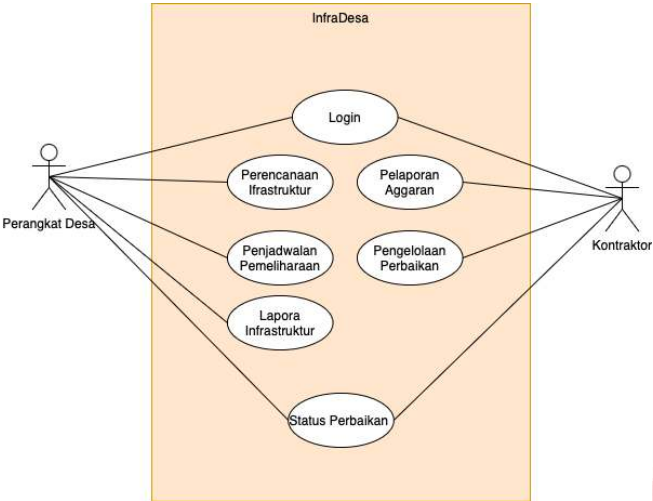 InfraDesa
Login
Perencanaan
Ifrastruktur
Pelaporan
Aggaran
Perangkat Desa
Kontraktor
Penjadwalan
Pemeliharaan
Pengelolaan
Perbaikan
Lapora
Infrastruktur
Status Perbaikan